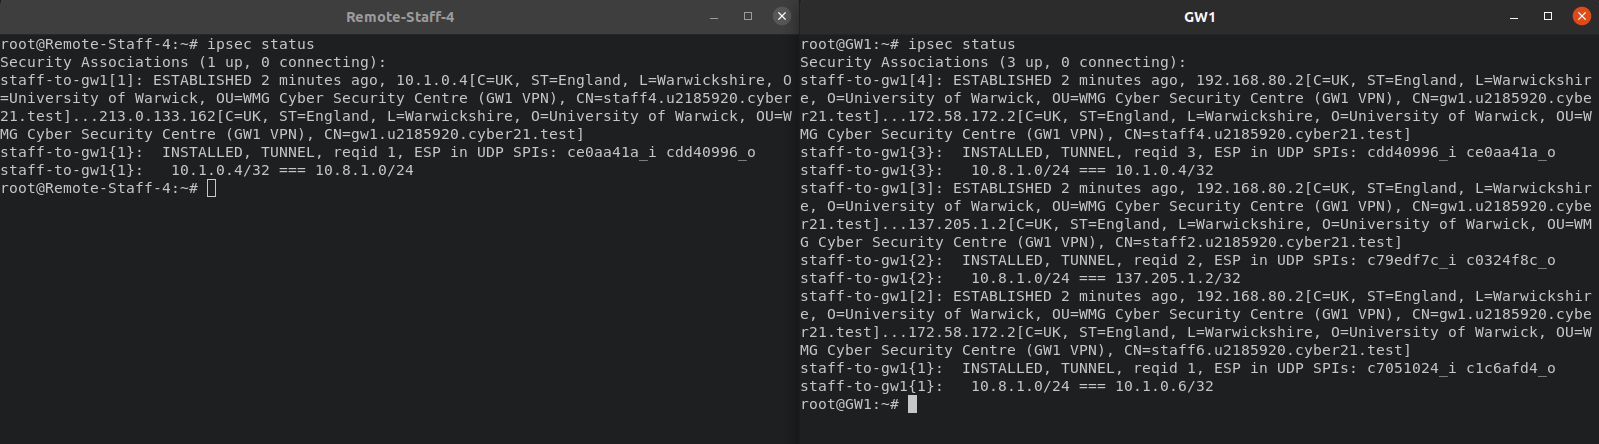 Remote-Staff-4
root@Remote-Staff-4:~# ipsec status
Security Associations (1 up, 0 connecting):
staff-to-gw1[1]: ESTABLISHED 2 minutes ago, 10.1.0.4[C=UK, ST=England, L=Warwickshire, O
=University of Warwick, OU=WMG Cyber Security Centre (GW1 VPN), CN=staff4.u2185920.cyber
21.test]...213.0.133.162[C=UK, ST=England, L=Warwickshire, O=University of Warwick, OU=W
MG Cyber Security Centre (GW1 VPN), CN=gw1.u2185920.cyber21.test]
staff-to-gw1{1}:  INSTALLED, TUNNEL, reqid 1, ESP in UDP SPIs: ce0aa41a_i cdd40996_o
staff-to-gw1{1}:   10.1.0.4/32 === 10.8.1.0/24
root@Remote-Staff-4:~#
GW1
root@GW1:~# ipsec status
Security Associations (3 up, 0 connecting):
staff-to-gw1[4]: ESTABLISHED 2 minutes ago, 192.168.80.2[C=UK, ST=England, L=Warwickshir
e, O=University of Warwick, OU=WMG Cyber Security Centre (GW1 VPN), CN=gw1.u2185920.cybe
r21.test]...172.58.172.2[C=UK, ST=England, L=Warwickshire, O=University of Warwick, OU=W
MG Cyber Security Centre (GW1 VPN), CN=staff4.u2185920.cyber21.test]
staff-to-gw1{3}:  INSTALLED, TUNNEL, reqid 3, ESP in UDP SPIs: cdd40996_i ce0aa41a_o
staff-to-gw1{3}:   10.8.1.0/24 === 10.1.0.4/32
staff-to-gw1[3]: ESTABLISHED 2 minutes ago, 192.168.80.2[C=UK, ST=England, L=Warwickshir
e, O=University of Warwick, OU=WMG Cyber Security Centre (GW1 VPN), CN=gw1.u2185920.cybe
r21.test]...137.205.1.2[C=UK, ST=England, L=Warwickshire, O=University of Warwick, OU=WM
G Cyber Security Centre (GW1 VPN), CN=staff2.u2185920.cyber21.test]
staff-to-gw1{2}:  INSTALLED, TUNNEL, reqid 2, ESP in UDP SPIs: c79edf7c_i c0324f8c_o
staff-to-gw1{2}:   10.8.1.0/24 === 137.205.1.2/32
staff-to-gw1[2]: ESTABLISHED 2 minutes ago, 192.168.80.2[C=UK, ST=England, L=Warwickshir
e, O=University of Warwick, OU=WMG Cyber Security Centre (GW1 VPN), CN=gw1.u2185920.cybe
r21.test]...172.58.172.2[C=UK, ST=England, L=Warwickshire, O=University of Warwick, OU=W
MG Cyber Security Centre (GW1 VPN), CN=staff6.u2185920.cyber21.test]
staff-to-gw1{1}:  INSTALLED, TUNNEL, reqid 1, ESP in UDP SPIs: c7051024_i c1c6afd4_o
staff-to-gw1{1}:   10.8.1.0/24 === 10.1.0.6/32
root@GW1:~#